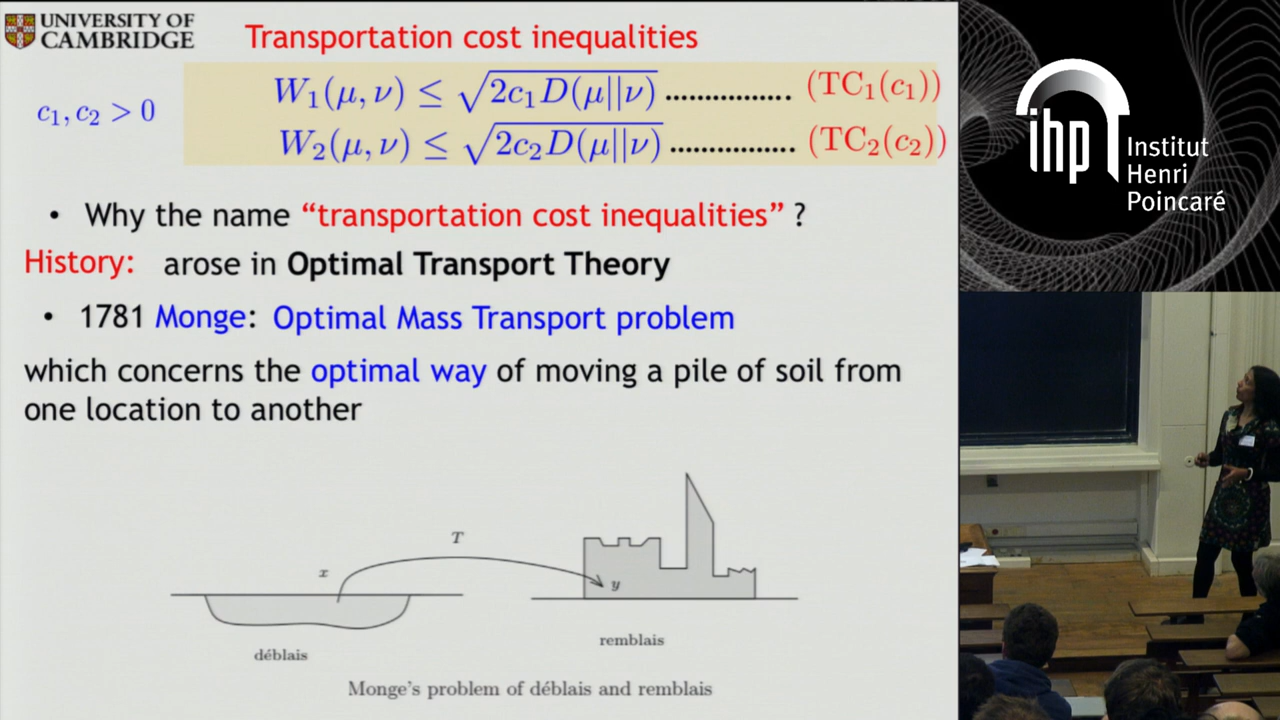 UNIVERSITY OF
CAMBRIDGE
Transportation cost inequalities
c₁, c₂ > 0
W₁(μ, ν) ≤ √2c₁D(μ||ν) ................ (TC₁(c₁))
W₂(μ, ν) ≤ √2c₂D(μ||ν) ................ (TC₂(c₂))
• Why the name “transportation cost inequalities” ?
History: arose in Optimal Transport Theory
• 1781 Monge: Optimal Mass Transport problem
which concerns the optimal way of moving a pile of soil from
one location to another
T
x
y
déblais
remblais
Monge's problem of déblais and remblais
ihp
Institut
Henri
Poincaré